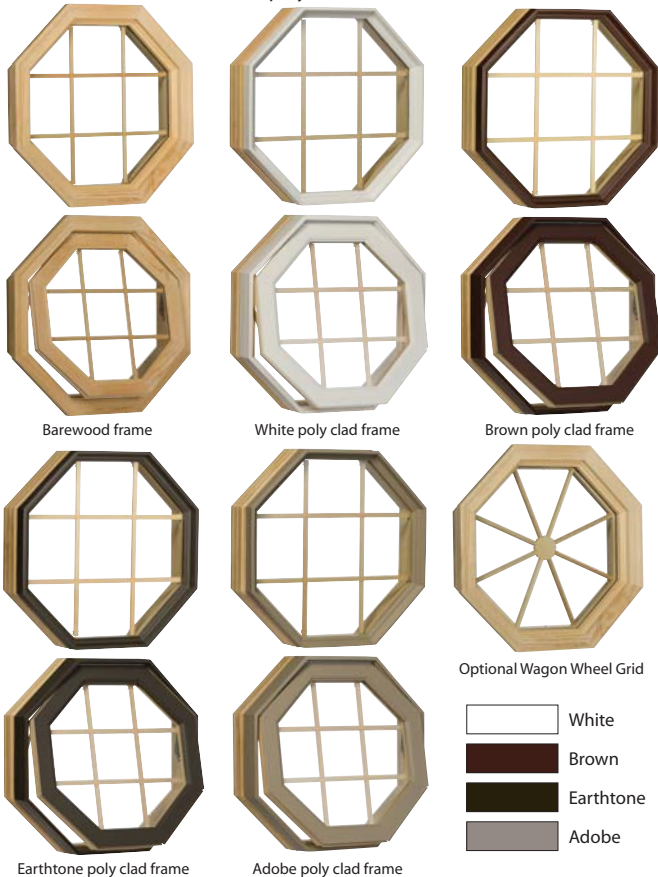 Barewood frame
White poly clad frame
Brown poly clad frame
Optional Wagon Wheel Grid
White
Brown
Earthtone
Adobe
Earthtone poly clad frame
Adobe poly clad frame